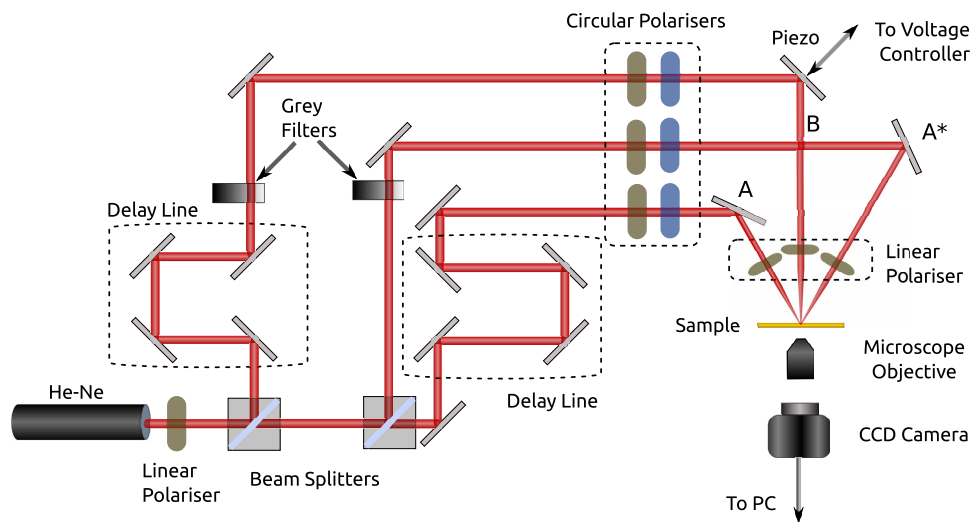 Circular Polarisers
Piezo
To Voltage
Controller
Grey
Filters
B
A*
A
Delay Line
Linear
Polariser
Sample
Microscope
Objective
He-Ne
Delay Line
CCD Camera
Linear
Polariser
Beam Splitters
To PC